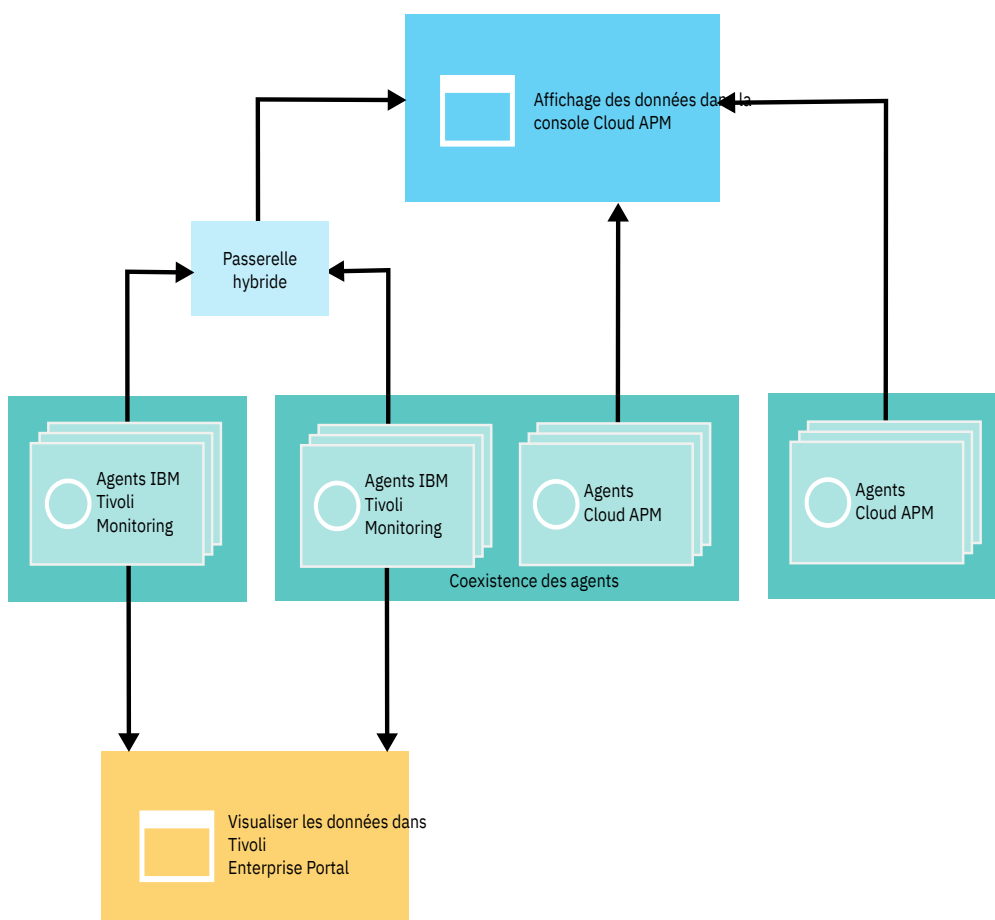 Affichage des données dans la
console Cloud APM
Passerelle
hybride
Agents IBM
Tivoli
Monitoring
Agents IBM
Tivoli
Monitoring
Agents
Cloud APM
Agents
Cloud APM
Coexistence des agents
Visualiser les données dans
Tivoli
Enterprise Portal